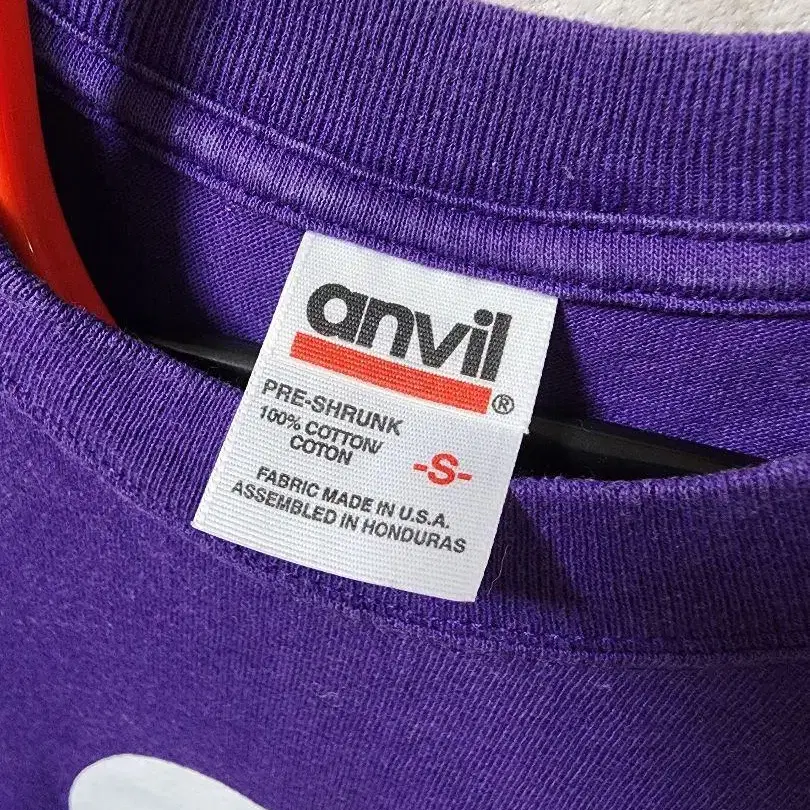 anvil®
PRE-SHRUNK
100% COTTON/
COTON
-S-
FABRIC MADE IN U.S.A.
ASSEMBLED IN HONDURAS